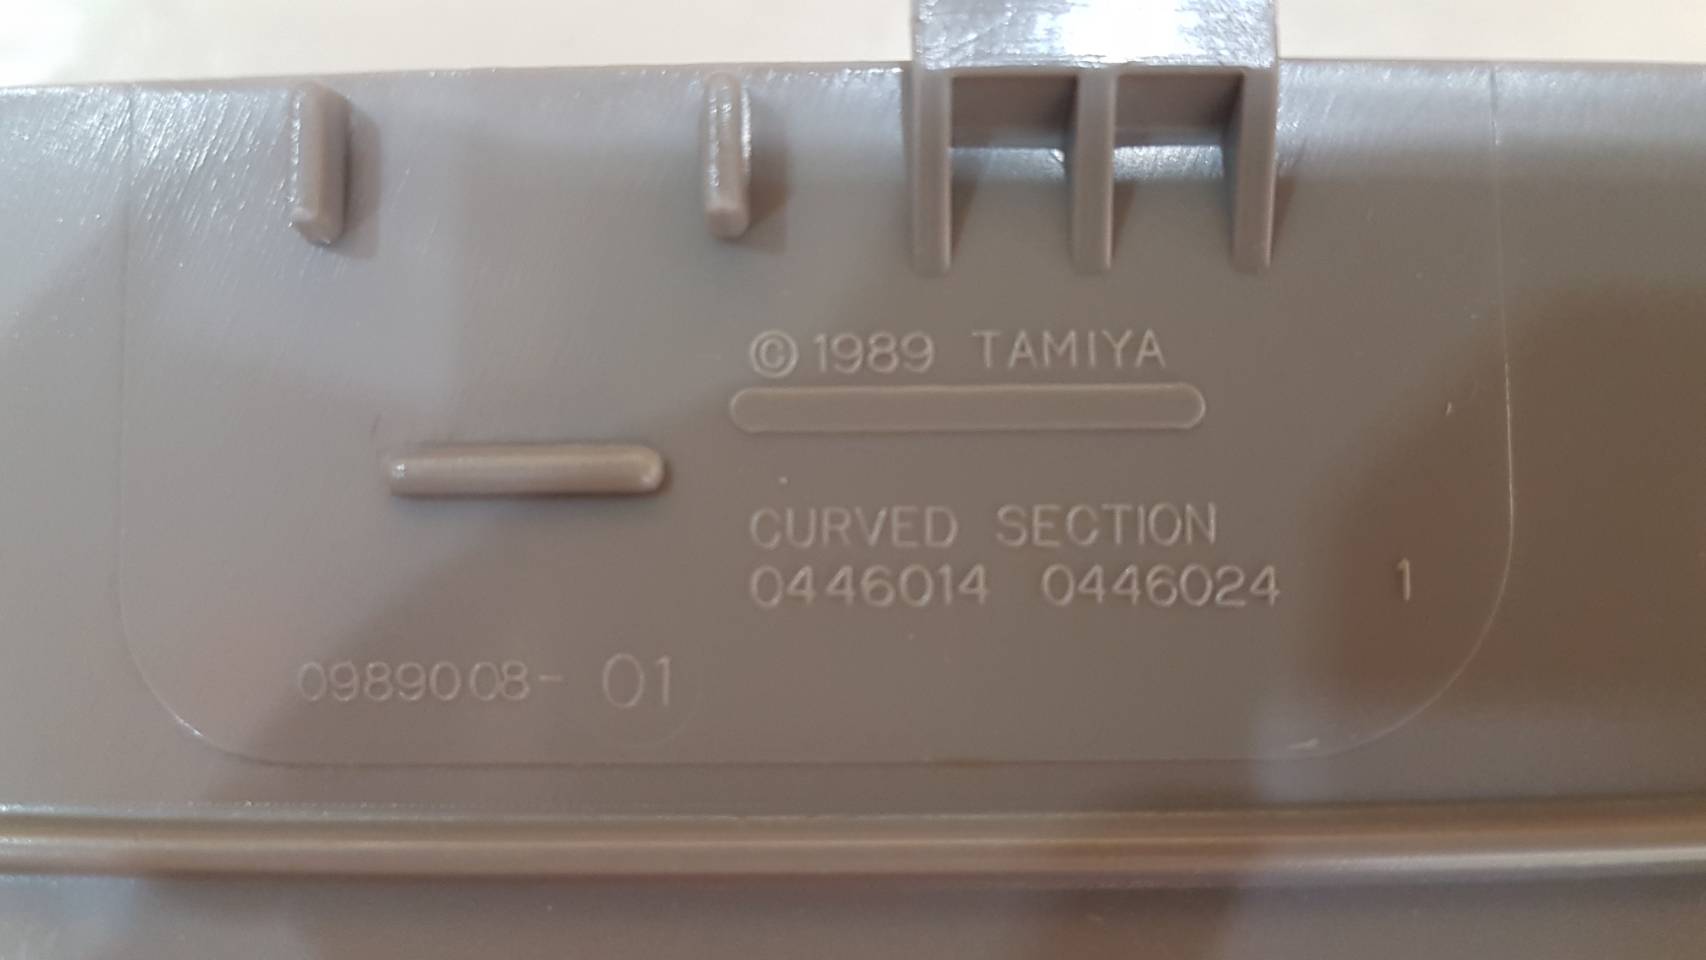 © 1989 TAMIYA
CURVED SECTION
0446014 0446024 1
0989008- 01